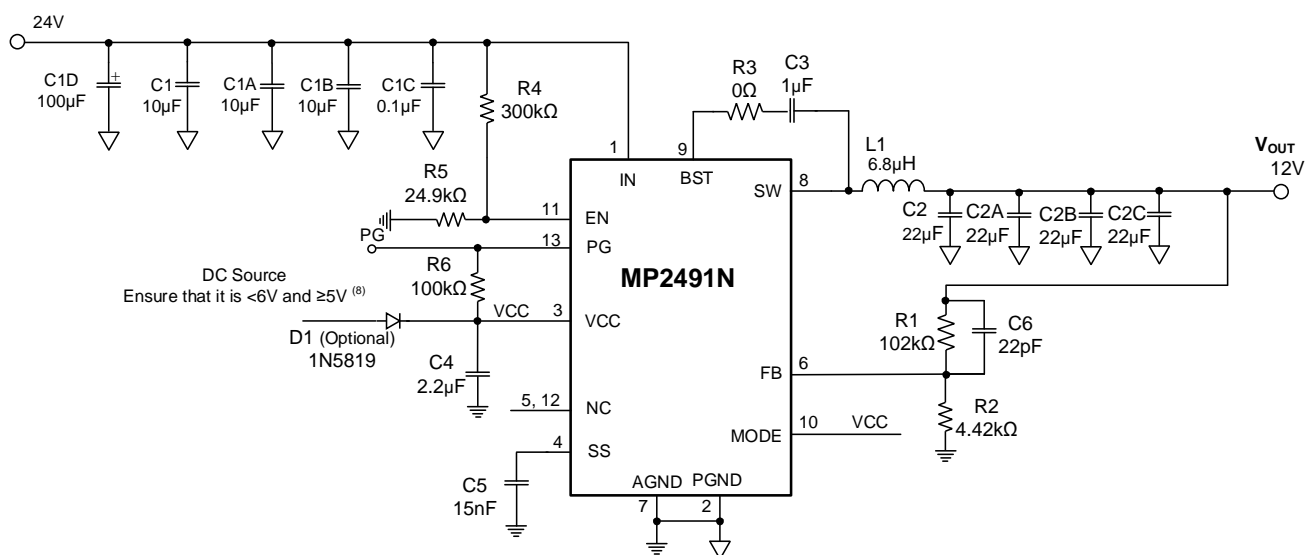 24V
C1D
100µF
+
C1
10µF
C1A
10µF
C1B
10µF
C1C
0.1µF
R4
300kΩ
R3
0Ω
C3
1µF
1
IN
9
BST
SW
8
L1
6.8µH
VOUT
12V
C2
22µF
C2A
22µF
C2B
22µF
C2C
22µF
R5
24.9kΩ
11
EN
PG
13
PG
R6
100kΩ
MP2491N
DC Source
Ensure that it is <6V and ≥5V (8)
D1 (Optional)
1N5819
VCC
3
VCC
C4
2.2µF
R1
102kΩ
C6
22pF
FB
6
R2
4.42kΩ
5, 12
NC
MODE
10
VCC
4
SS
C5
15nF
AGND
7
PGND
2